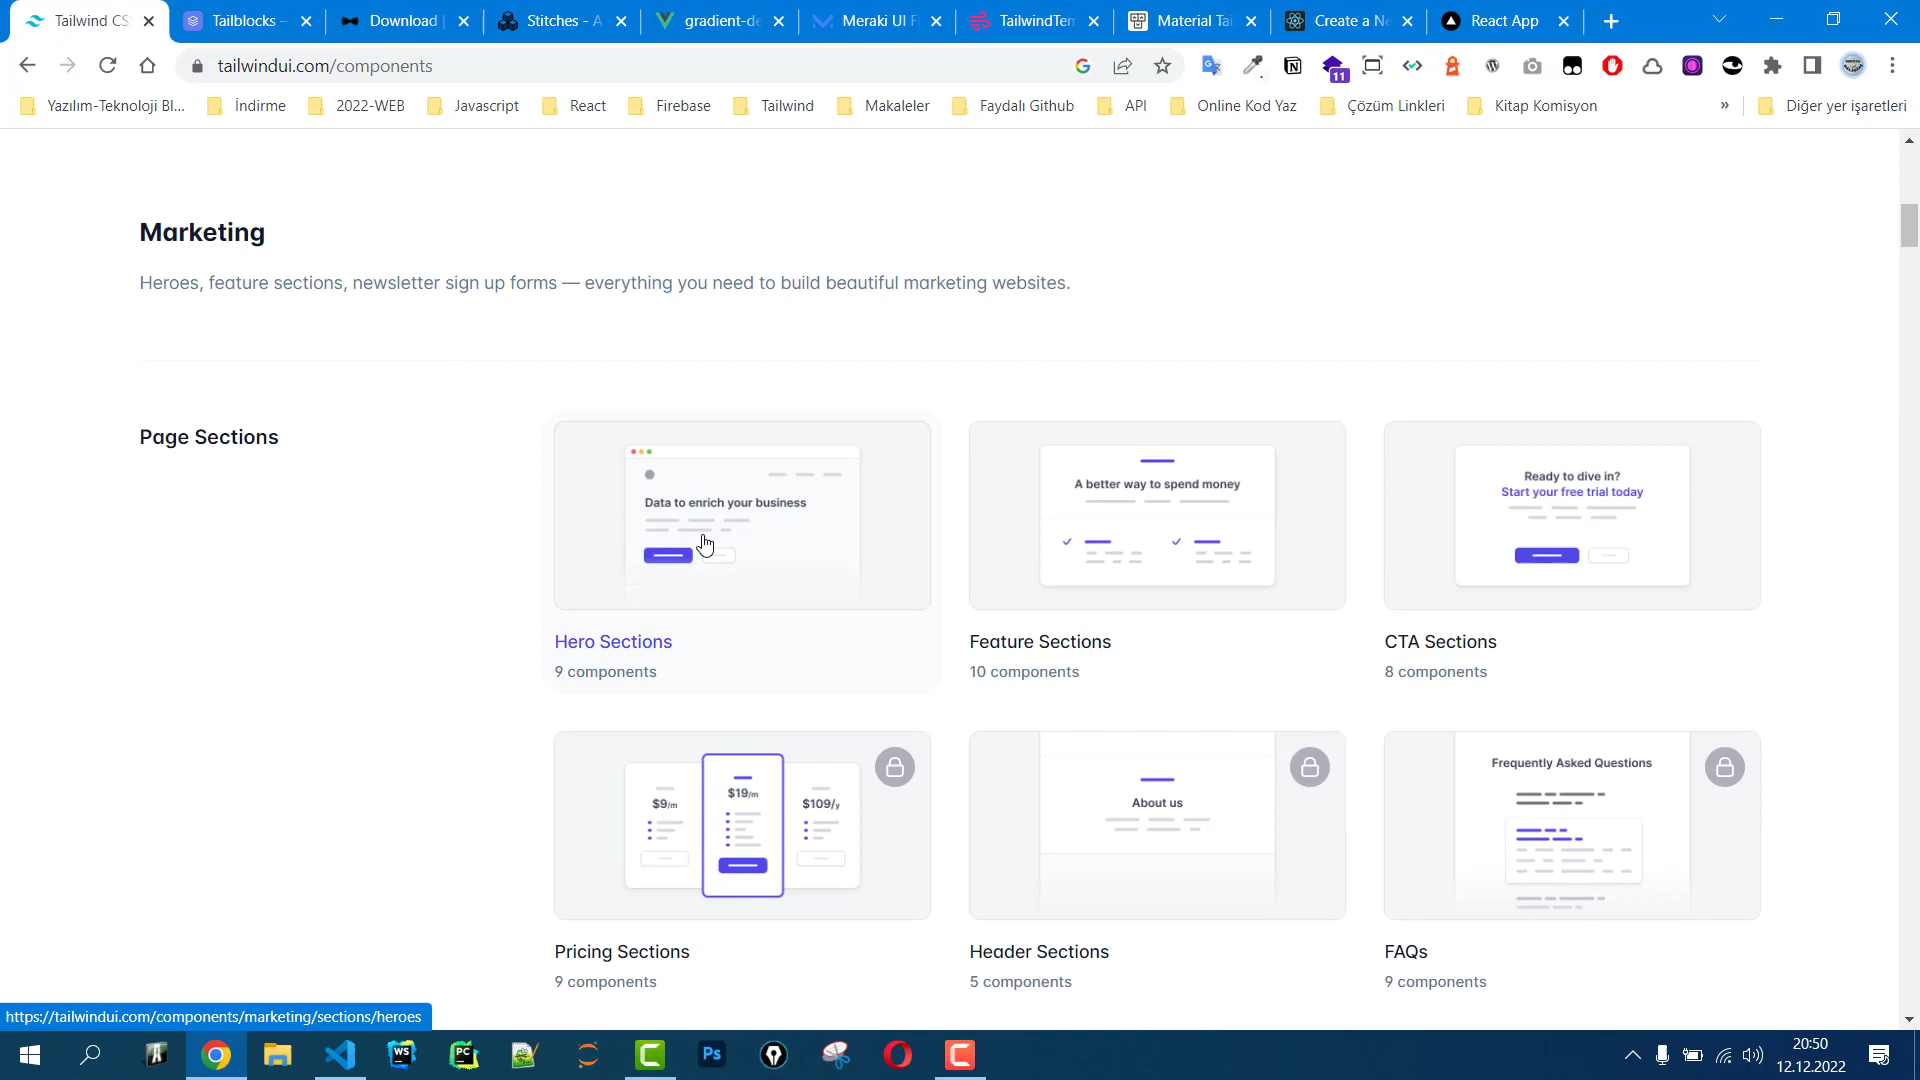 Tailwind CS
Tailblocks –
Download
Stitches - A
gradient-de
Meraki UI F
TailwindTem
Material Tai
Create a Ne
React App
tailwindui.com/components
11
Yazılım-Teknoloji Bl...
İndirme
2022-WEB
Javascript
React
Firebase
Tailwind
Makaleler
Faydalı Github
API
Online Kod Yaz
Çözüm Linkleri
Kitap Komisyon
»
Diğer yer işaretleri
Marketing
Heroes, feature sections, newsletter sign up forms — everything you need to build beautiful marketing websites.
Page Sections
Data to enrich your business
Hero Sections
9 components
A better way to spend money
Feature Sections
10 components
Ready to dive in?
Start your free trial today
CTA Sections
8 components
$9/m
$19/m
$109/y
Pricing Sections
9 components
About us
Header Sections
5 components
Frequently Asked Questions
FAQs
9 components
https://tailwindui.com/components/marketing/sections/heroes
WS
PC
Ps
20:50
12.12.2022